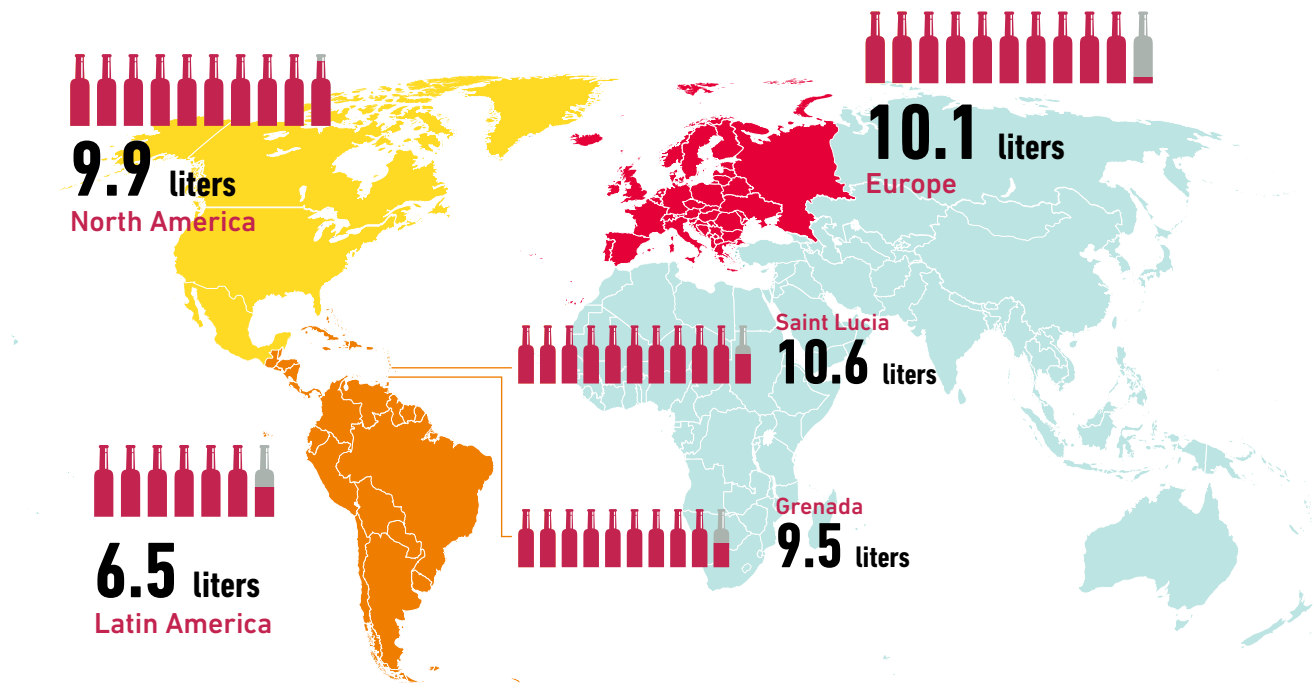 9.9 liters
North America
10.1 liters
Europe
Saint Lucia
10.6 liters
6.5 liters
Latin America
Grenada
9.5 liters